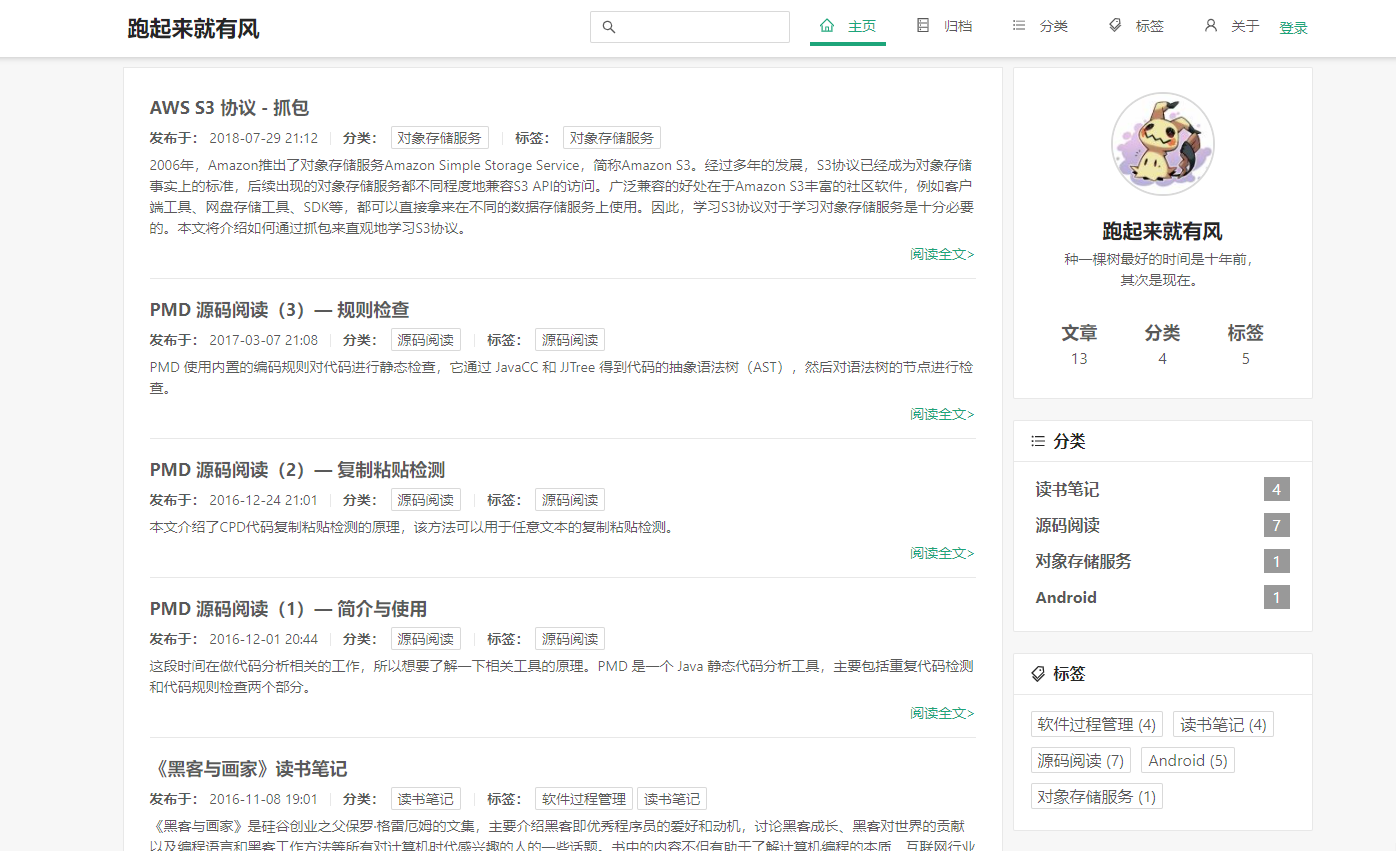 跑起来就有风
主页 归档 分类 标签 关于 登录
AWS S3 协议 - 抓包
发布于： 2018-07-29 21:12 分类： 对象存储服务 标签： 对象存储服务
2006年，Amazon推出了对象存储服务Amazon Simple Storage Service，简称Amazon S3。经过多年的发展，S3协议已经成为对象存储
事实上的标准，后续出现的对象存储服务都不同程度地兼容S3 API的访问。广泛兼容的好处在于Amazon S3丰富的社区软件，例如客户
端工具、网盘存储工具、SDK等，都可以直接拿来在不同的数据存储服务上使用。因此，学习S3协议对于学习对象存储服务是十分必要
的。本文将介绍如何通过抓包来直观地学习S3协议。
阅读全文>
PMD 源码阅读（3）— 规则检查
发布于： 2017-03-07 21:08 分类： 源码阅读 标签： 源码阅读
PMD 使用内置的编码规则对代码进行静态检查，它通过 JavaCC 和 JJTree 得到代码的抽象语法树（AST），然后对语法树的节点进行检
查。
阅读全文>
PMD 源码阅读（2）— 复制粘贴检测
发布于： 2016-12-24 21:01 分类： 源码阅读 标签： 源码阅读
本文介绍了CPD代码复制粘贴检测的原理，该方法可以用于任意文本的复制粘贴检测。
阅读全文>
PMD 源码阅读（1）— 简介与使用
发布于： 2016-12-01 20:44 分类： 源码阅读 标签： 源码阅读
这段时间在做代码分析相关的工作，所以想要了解一下相关工具的原理。PMD 是一个 Java 静态代码分析工具，主要包括重复代码检测
和代码规则检查两个部分。
阅读全文>
《黑客与画家》读书笔记
发布于： 2016-11-08 19:01 分类： 读书笔记 标签： 软件过程管理 读书笔记
《黑客与画家》是硅谷创业之父保罗·格雷厄姆的文集，主要介绍黑客即优秀程序员的爱好和动机，讨论黑客成长、黑客对世界的贡献
以及编程语言和黑客工作方法等所有对计算机时代感兴趣的人的一些话题。书中的内容不但有助于了解计算机编程的本质、互联网行业
跑起来就有风
种一棵树最好的时间是十年前，
其次是现在。
文章 分类 标签
13 4 5
分类
读书笔记 4
源码阅读 7
对象存储服务 1
Android 1
标签
软件过程管理 (4) 读书笔记 (4)
源码阅读 (7) Android (5)
对象存储服务 (1)